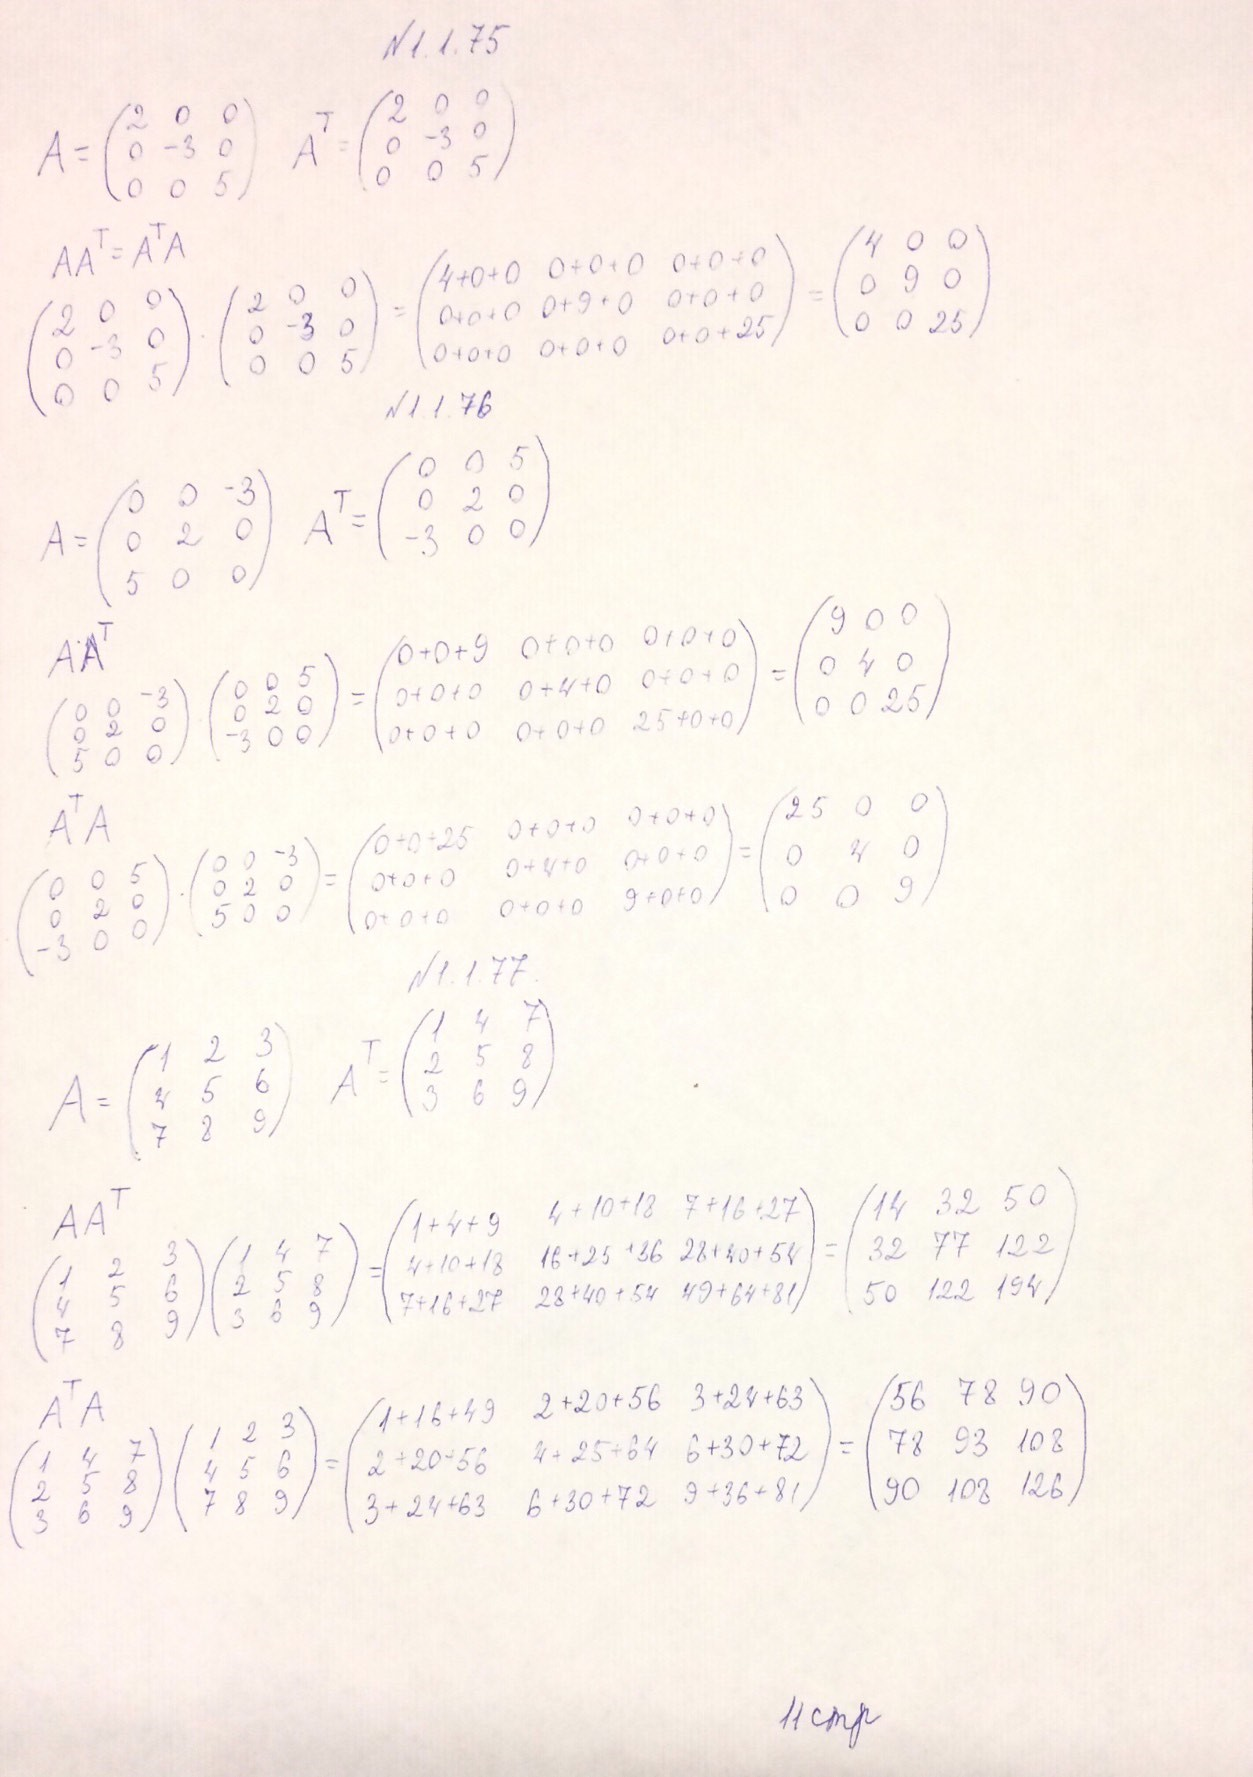 №1.1.75
A = (2 0 0   A^T = (2 0 0
0 -3 0   0 -3 0
0 0 5)   0 0 5)
AA^T = A^TA
(2 0 0   (2 0 0   (4+0+0 0+0+0 0+0+0   (4 0 0
0 -3 0 · 0 -3 0 = 0+0+0 0+9+0 0+0+0 = 0 9 0
0 0 5)   0 0 5)   0+0+0 0+0+0 0+0+25)   0 0 25)
№1.1.76
A = (0 0 -3   A^T = (0 0 5
0 2 0   0 2 0
5 0 0)   -3 0 0)
AA^T
(0 0 -3   (0 0 5   (0+0+9 0+0+0 0+0+0   (9 0 0
0 2 0 · 0 2 0 = 0+0+0 0+4+0 0+0+0 = 0 4 0
5 0 0)   -3 0 0)   0+0+0 0+0+0 25+0+0)   0 0 25)
A^TA
(0 0 5   (0 0 -3   (0+0+25 0+0+0 0+0+0   (25 0 0
0 2 0 · 0 2 0 = 0+0+0 0+4+0 0+0+0 = 0 4 0
-3 0 0)   5 0 0)   0+0+0 0+0+0 9+0+0)   0 0 9)
№1.1.77.
A = (1 2 3   A^T = (1 4 7
4 5 6   2 5 8
7 8 9)   3 6 9)
AA^T
(1 2 3   (1 4 7   (1+4+9 4+10+18 7+16+27   (14 32 50
4 5 6   2 5 8 = 4+10+18 16+25+36 28+40+54 = 32 77 122
7 8 9)   3 6 9)   7+16+27 28+40+54 49+64+81)   50 122 194)
A^TA
(1 4 7   (1 2 3   (1+16+49 2+20+56 3+24+63   (56 78 90
2 5 8   4 5 6 = 2+20+56 4+25+64 6+30+72 = 78 93 108
3 6 9)   7 8 9)   3+24+63 6+30+72 9+36+81)   90 108 126)
11 стр